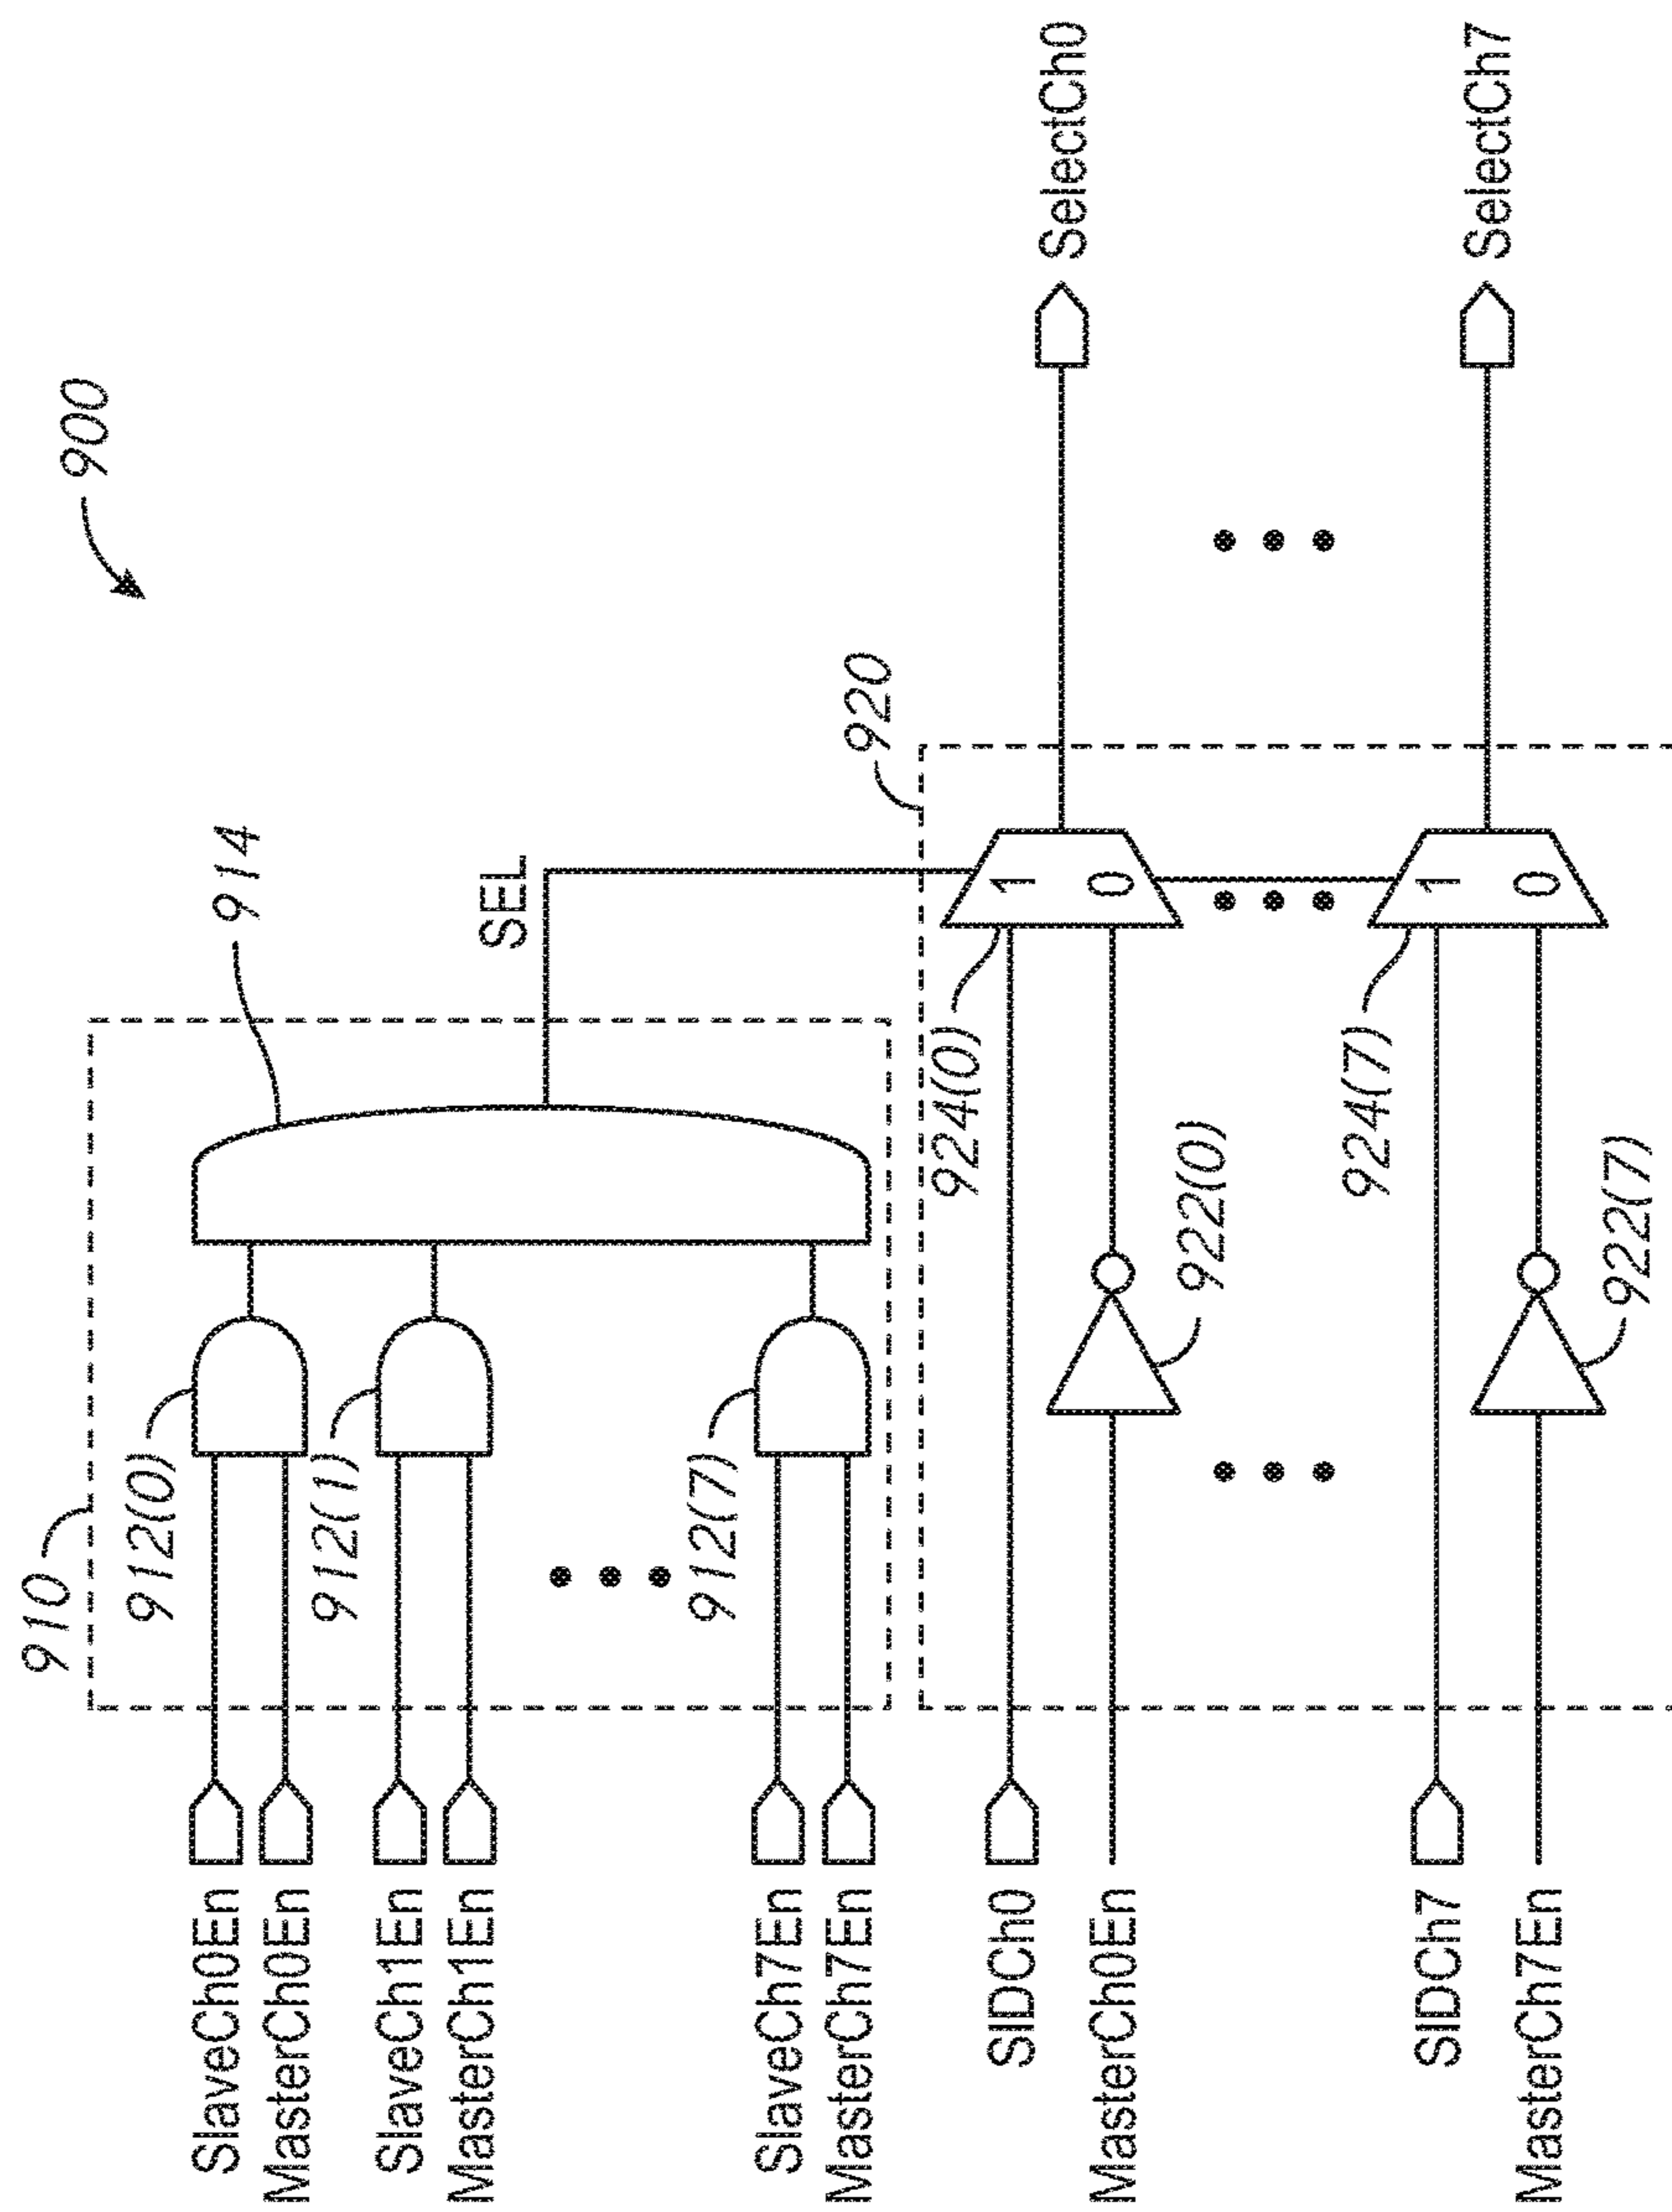 900
910
914
912(0)
SlaveCh0En
MasterCh0En
912(1)
SlaveCh1En
MasterCh1En
SEL
912(7)
SlaveCh7En
MasterCh7En
920
924(0)
SIDCh0
1
SelectCh0
MasterCh0En
0
922(0)
924(7)
SIDCh7
1
SelectCh7
MasterCh7En
0
922(7)